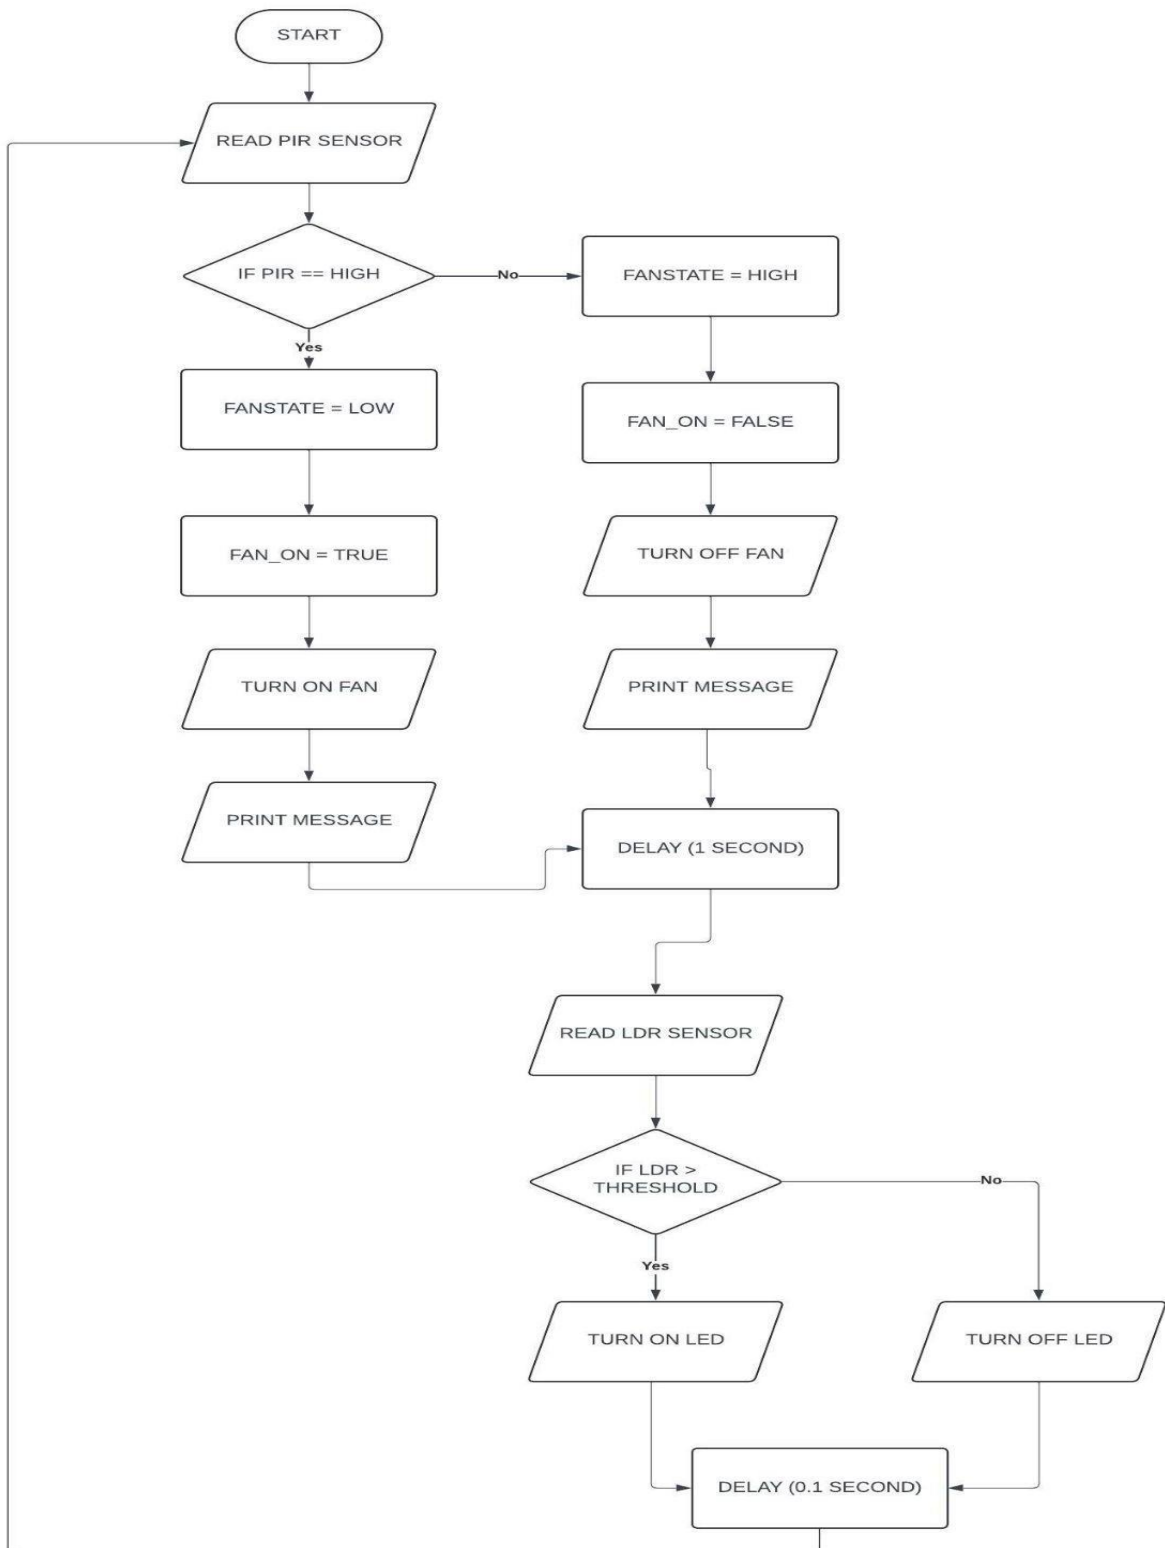 START
READ PIR SENSOR
IF PIR == HIGH
No
FANSTATE = HIGH
Yes
FANSTATE = LOW
FAN_ON = FALSE
FAN_ON = TRUE
TURN OFF FAN
TURN ON FAN
PRINT MESSAGE
PRINT MESSAGE
DELAY (1 SECOND)
READ LDR SENSOR
IF LDR >
THRESHOLD
No
Yes
TURN ON LED
TURN OFF LED
DELAY (0.1 SECOND)